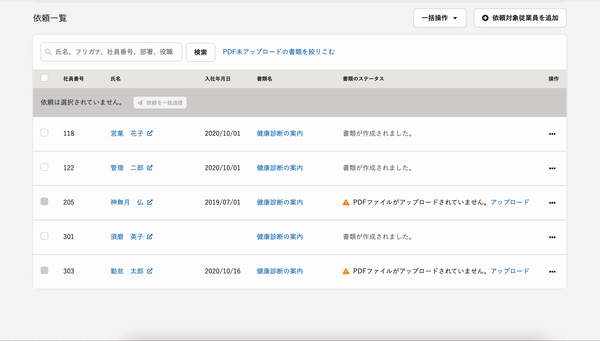 依頼一覧
一括操作
依頼対象従業員を追加
氏名、フリガナ、社員番号、部署、役職
検索
PDF未アップロードの書類を絞りこむ
社員番号 氏名 入社年月日 書類名 書類のステータス 操作
依頼は選択されていません。 依頼を一括送信
118 営業 花子 2020/10/01 健康診断の案内 書類が作成されました。
122 管理 二郎 2020/10/01 健康診断の案内 書類が作成されました。
205 神無月 仏 2019/07/01 健康診断の案内 PDFファイルがアップロードされていません。アップロード
301 須磨 英子 健康診断の案内 書類が作成されました。
303 勤怠 太郎 2020/10/16 健康診断の案内 PDFファイルがアップロードされていません。アップロード